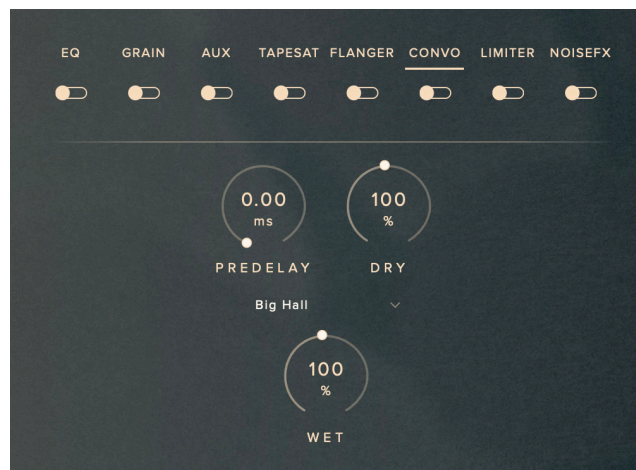 EQ GRAIN AUX TAPESAT FLANGER CONVO LIMITER NOISEFX
0.00 100
ms %
PREDELAY DRY
Big Hall
100
%
WET